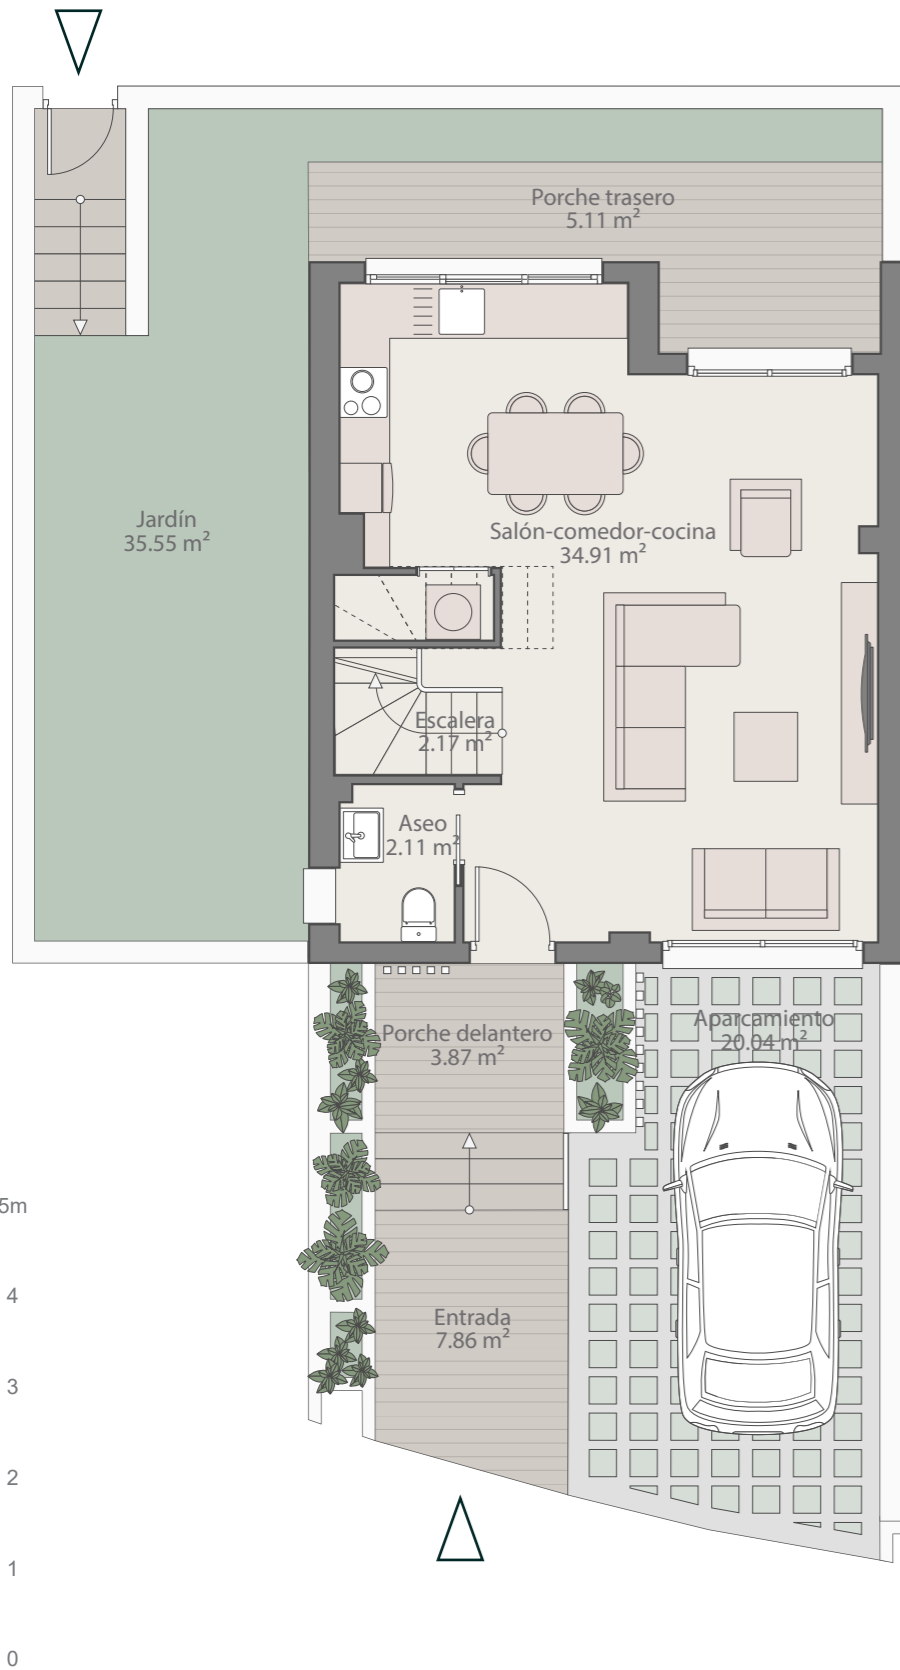 Porche trasero
5.11 m²
Jardín
35.55 m²
Salón-comedor-cocina
34.91 m²
Escalera
2.17 m²
Aseo
2.11 m²
Porche delantero
3.87 m²
Aparcamiento
20.04 m²
Entrada
7.86 m²
5m
4
3
2
1
0